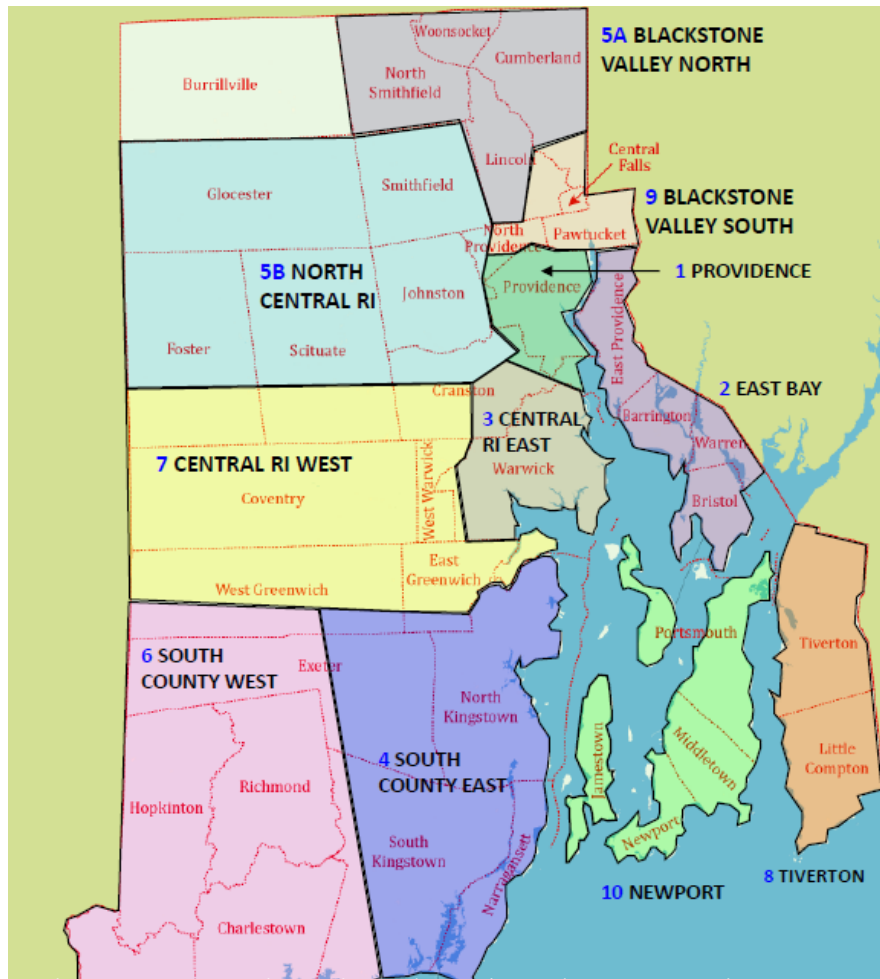 5A BLACKSTONE
VALLEY NORTH
Woonsocket
Cumberland
North
Smithfield
Burrillville
Lincoln
Central
Falls
Smithfield
Glocester
9 BLACKSTONE
VALLEY SOUTH
North
Providence
Pawtucket
5B NORTH
CENTRAL RI
Johnston
Providence
1 PROVIDENCE
Foster
Scituate
East Providence
Cranston
2 EAST BAY
Barrington
Warren
3 CENTRAL
RI EAST
Warwick
7 CENTRAL RI WEST
Coventry
West Warwick
Bristol
East
Greenwich
West Greenwich
Portsmouth
Tiverton
6 SOUTH
COUNTY WEST
Exeter
North
Kingstown
4 SOUTH
COUNTY EAST
Jamestown
Middletown
Little
Compton
Hopkinton
Richmond
South
Kingstown
Narragansett
Newport
8 TIVERTON
10 NEWPORT
Charlestown